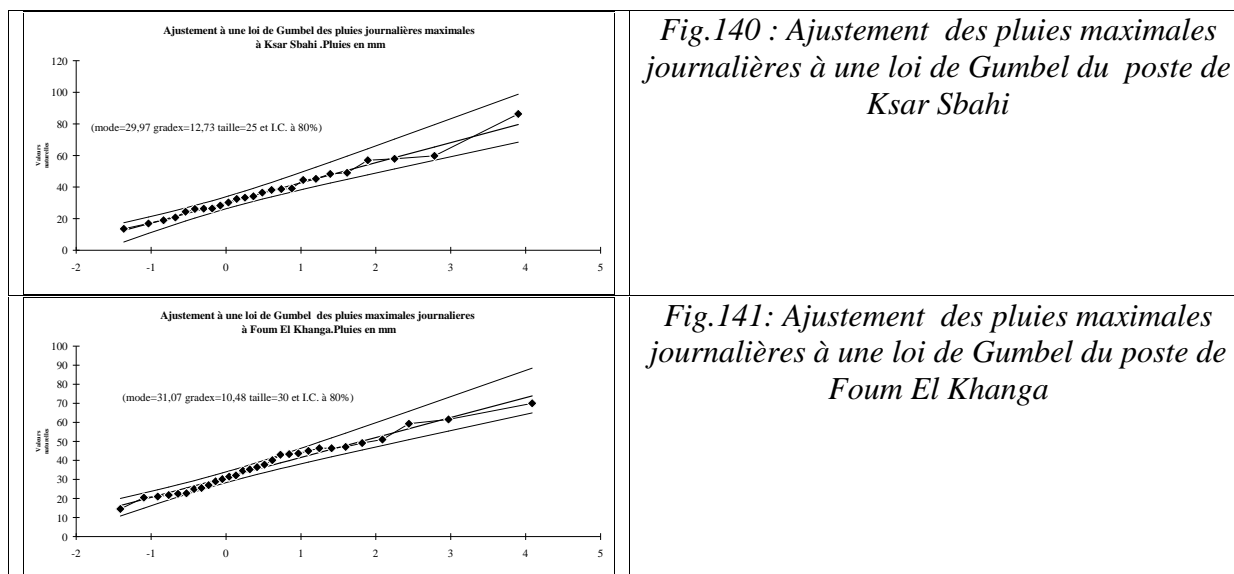 Ajustement à une loi de Gumbel des pluies journalières maximales
à Ksar Sbahi .Pluies en mm
120
100
80
60
40
20
0
Valeurs
naturelles
(mode=29,97 gradex=12,73 taille=25 et I.C. à 80%)
-2 -1 0 1 2 3 4 5
Fig.140 : Ajustement des pluies maximales
journalières à une loi de Gumbel du poste de
Ksar Sbahi
Ajustement à une loi de Gumbel des pluies maximales journalieres
à Foum El Khanga.Pluies en mm
100
90
80
70
60
50
40
30
20
10
0
Valeurs
naturelles
(mode=31,07 gradex=10,48 taille=30 et I.C. à 80%)
-2 -1 0 1 2 3 4 5
Fig.141: Ajustement des pluies maximales
journalières à une loi de Gumbel du poste de
Foum El Khanga